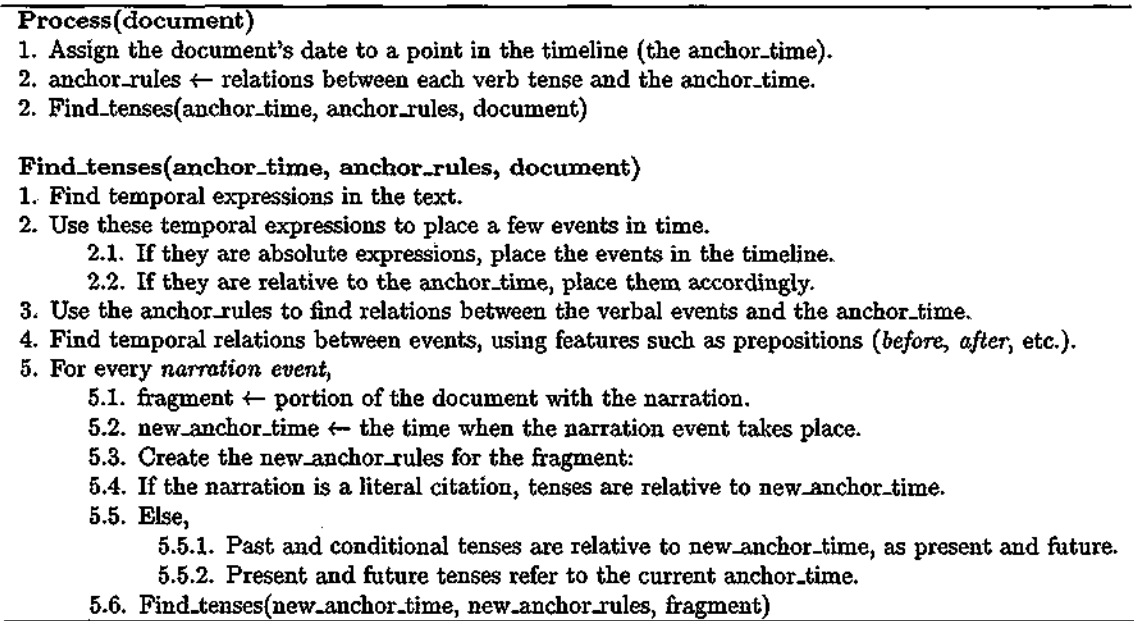 Process(document)
1. Assign the document's date to a point in the timeline (the anchor_time).
2. anchor_rules ← relations between each verb tense and the anchor_time.
2. Find_tenses(anchor_time, anchor_rules, document)
Find_tenses(anchor_time, anchor_rules, document)
1. Find temporal expressions in the text.
2. Use these temporal expressions to place a few events in time.
2.1. If they are absolute expressions, place the events in the timeline.
2.2. If they are relative to the anchor_time, place them accordingly.
3. Use the anchor_rules to find relations between the verbal events and the anchor_time.
4. Find temporal relations between events, using features such as prepositions (before, after, etc.).
5. For every narration event,
5.1. fragment ← portion of the document with the narration.
5.2. new_anchor_time ← the time when the narration event takes place.
5.3. Create the new_anchor_rules for the fragment:
5.4. If the narration is a literal citation, tenses are relative to new_anchor_time.
5.5. Else,
5.5.1. Past and conditional tenses are relative to new_anchor_time, as present and future.
5.5.2. Present and future tenses refer to the current anchor_time.
5.6. Find_tenses(new_anchor_time, new_anchor_rules, fragment)